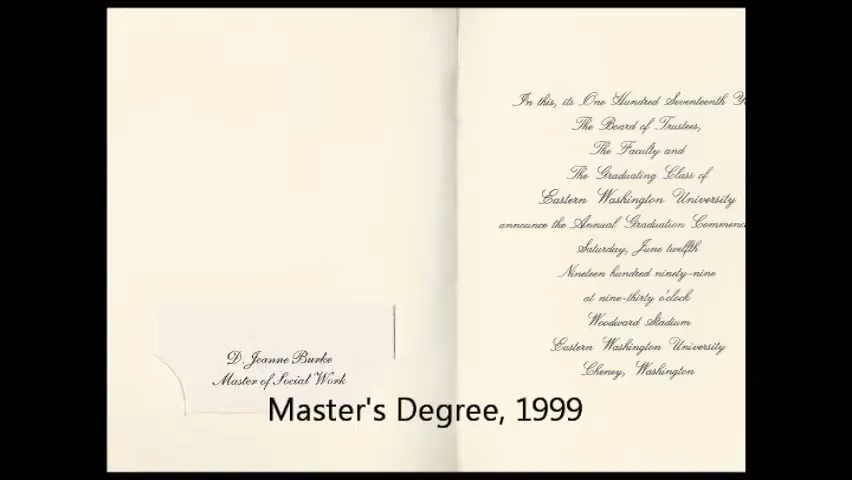 D. Jeanne Burke
Master of Social Work
In this, its One Hundred Seventeenth
The Board of Trustees,
The Faculty and
The Graduating Class of
Eastern Washington University
announce the Annual Graduation
Saturday, June twelfth
Nineteen hundred ninety-nine
at nine-thirty o'clock
Woodward Stadium
Eastern Washington University
Cheney, Washington
Master's Degree, 1999